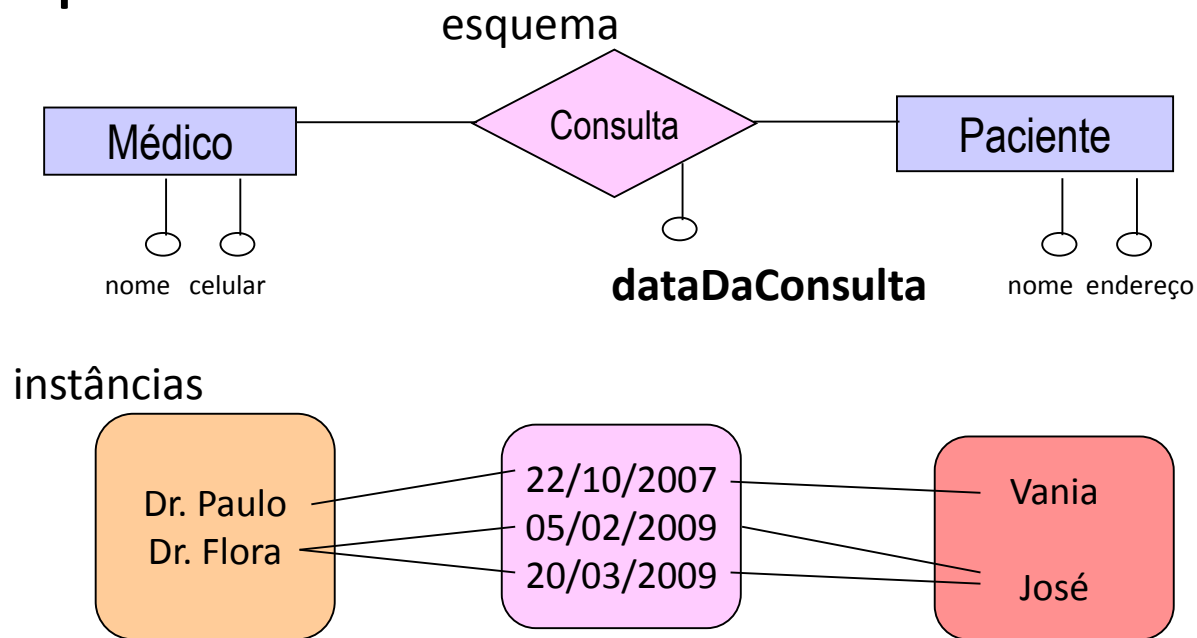 esquema
Médico
Consulta
Paciente
nome celular
dataDaConsulta
nome endereço
instâncias
Dr. Paulo
Dr. Flora
22/10/2007
05/02/2009
20/03/2009
Vania
José